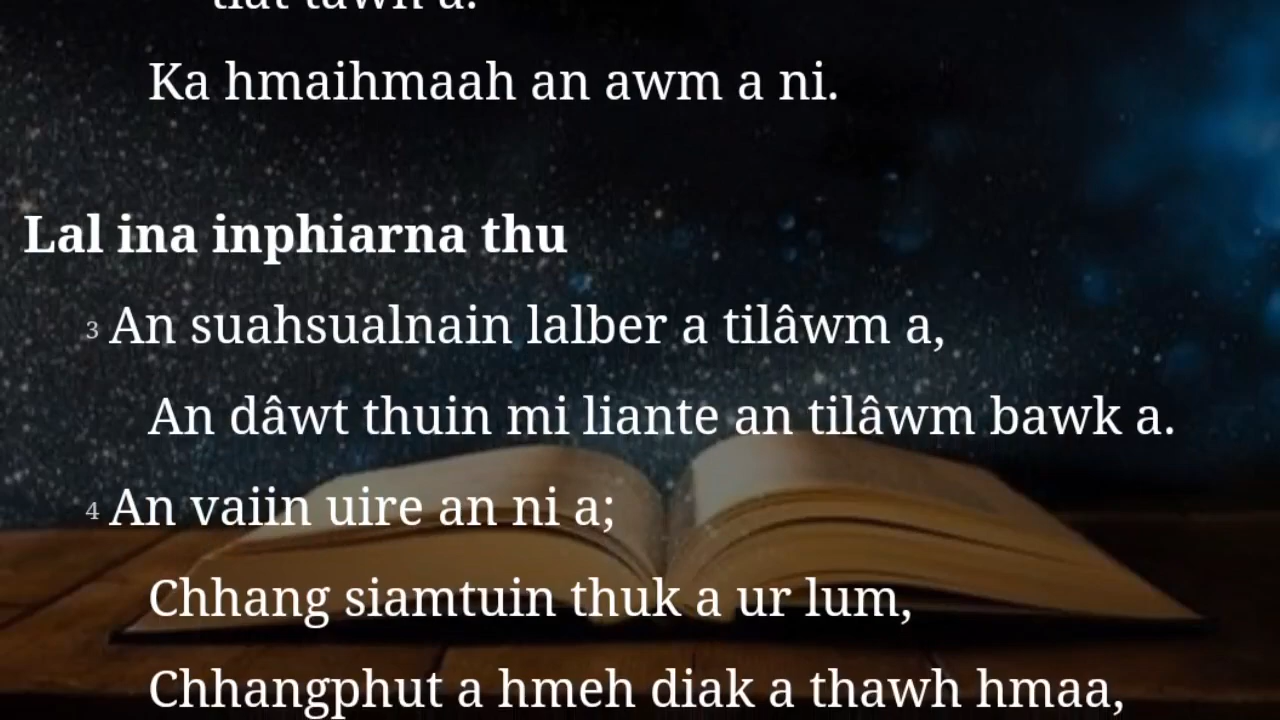 tiat tawh a.
Ka hmaihmaah an awm a ni.
Lal ina inphiarna thu
3 An suahsualnain lalber a tilâwm a,
An dâwt thuin mi liante an tilâwm bawk a.
4 An vaiin uire an ni a;
Chhang siamtuin thuk a ur lum,
Chhangphut a hmeh diak a thawh hmaa,